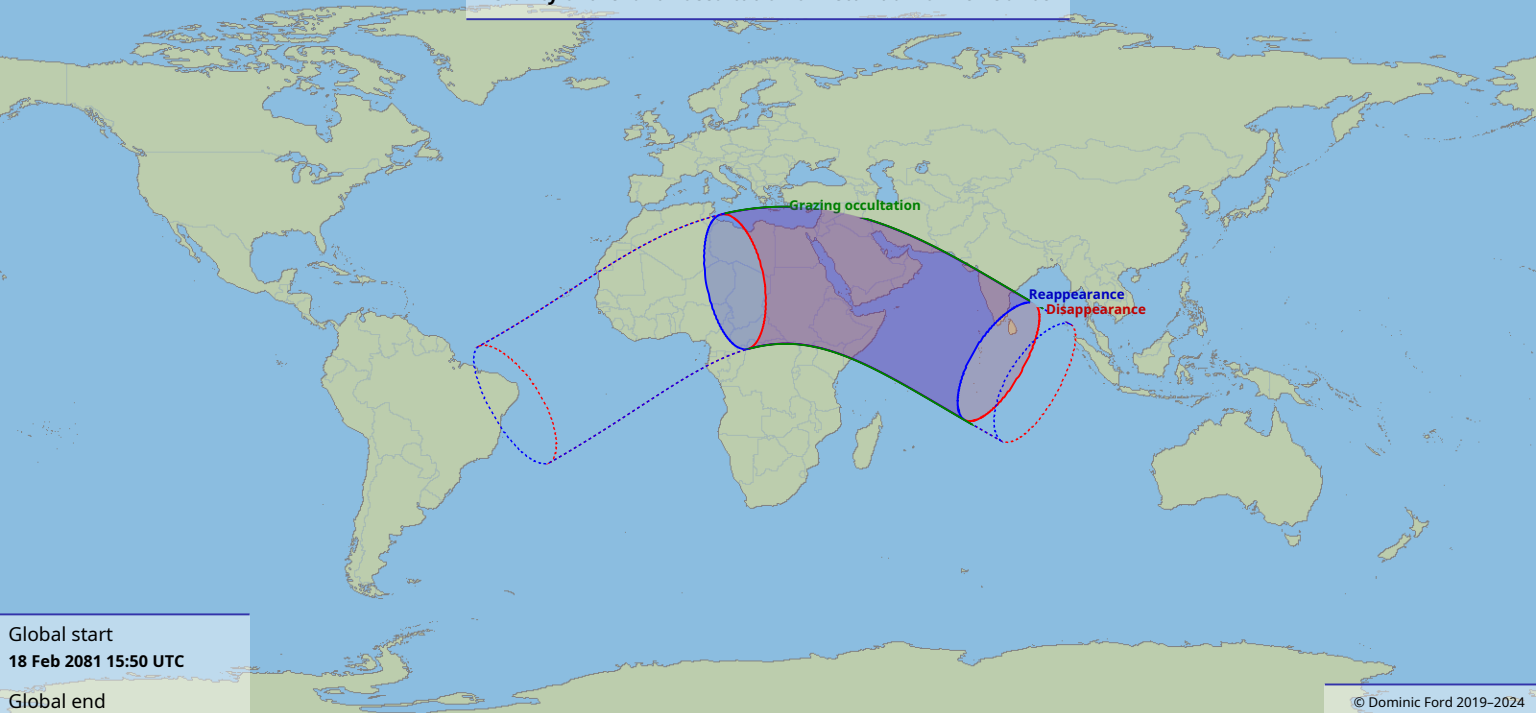 Grazing occultation
Reappearance
Disappearance
Global start
18 Feb 2081 15:50 UTC
Global end
© Dominic Ford 2019–2024